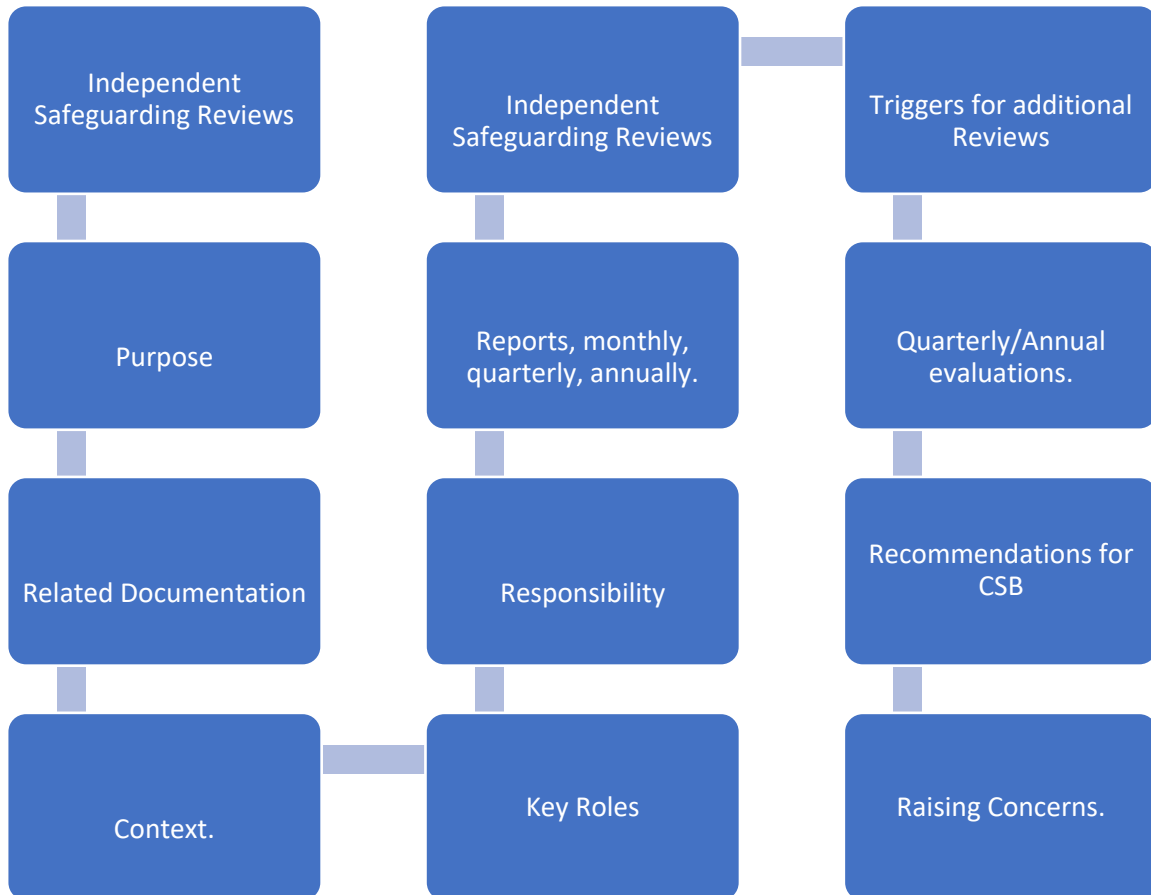 Independent
Safeguarding Reviews
Purpose
Related Documentation
Context.
Key Roles
Responsibility
Reports, monthly,
quarterly, annually.
Independent
Safeguarding Reviews
Triggers for additional
Reviews
Quarterly/Annual
evaluations.
Recommendations for
CSB
Raising Concerns.